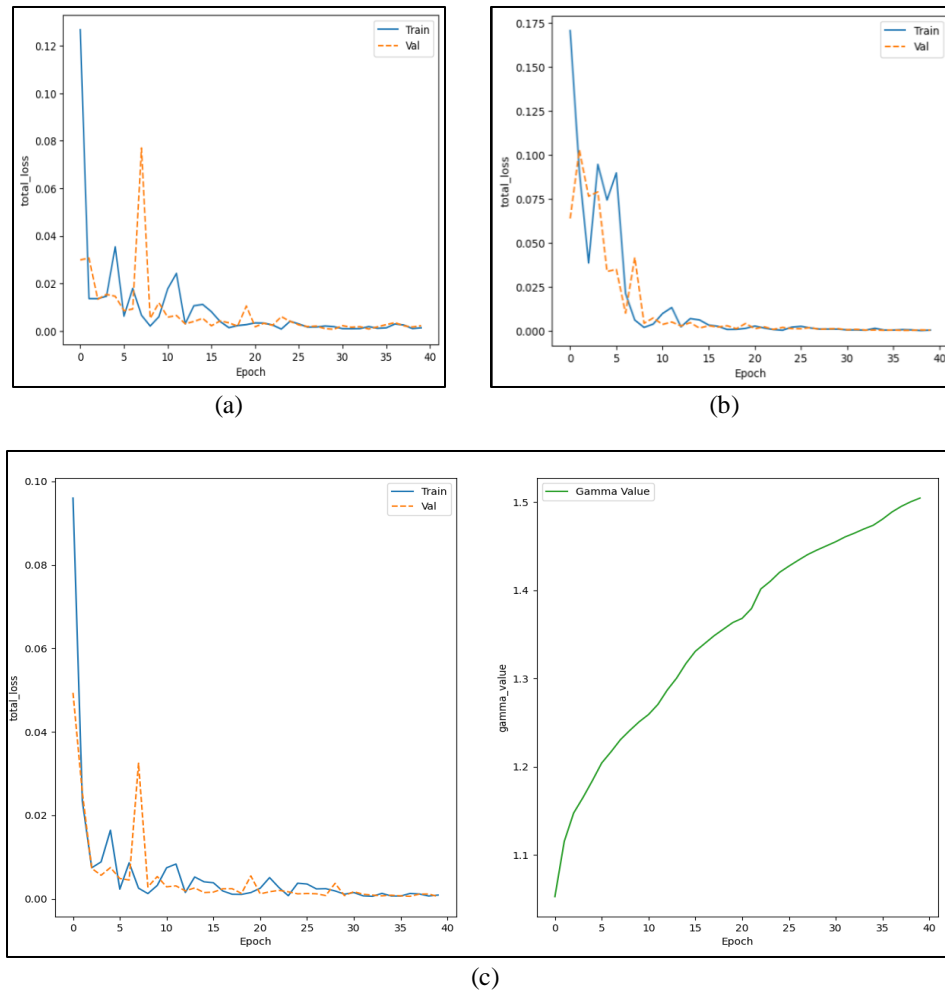 Train
Val
0.12
0.10
0.08
0.06
0.04
0.02
0.00
total_loss
0 5 10 15 20 25 30 35 40
Epoch
(a)
Train
Val
0.175
0.150
0.125
0.100
0.075
0.050
0.025
0.000
total_loss
0 5 10 15 20 25 30 35 40
Epoch
(b)
Train
Val
0.10
0.08
0.06
0.04
0.02
0.00
total_loss
0 5 10 15 20 25 30 35 40
Epoch
Gamma Value
1.5
1.4
1.3
1.2
1.1
gamma_value
0 5 10 15 20 25 30 35 40
Epoch
(c)